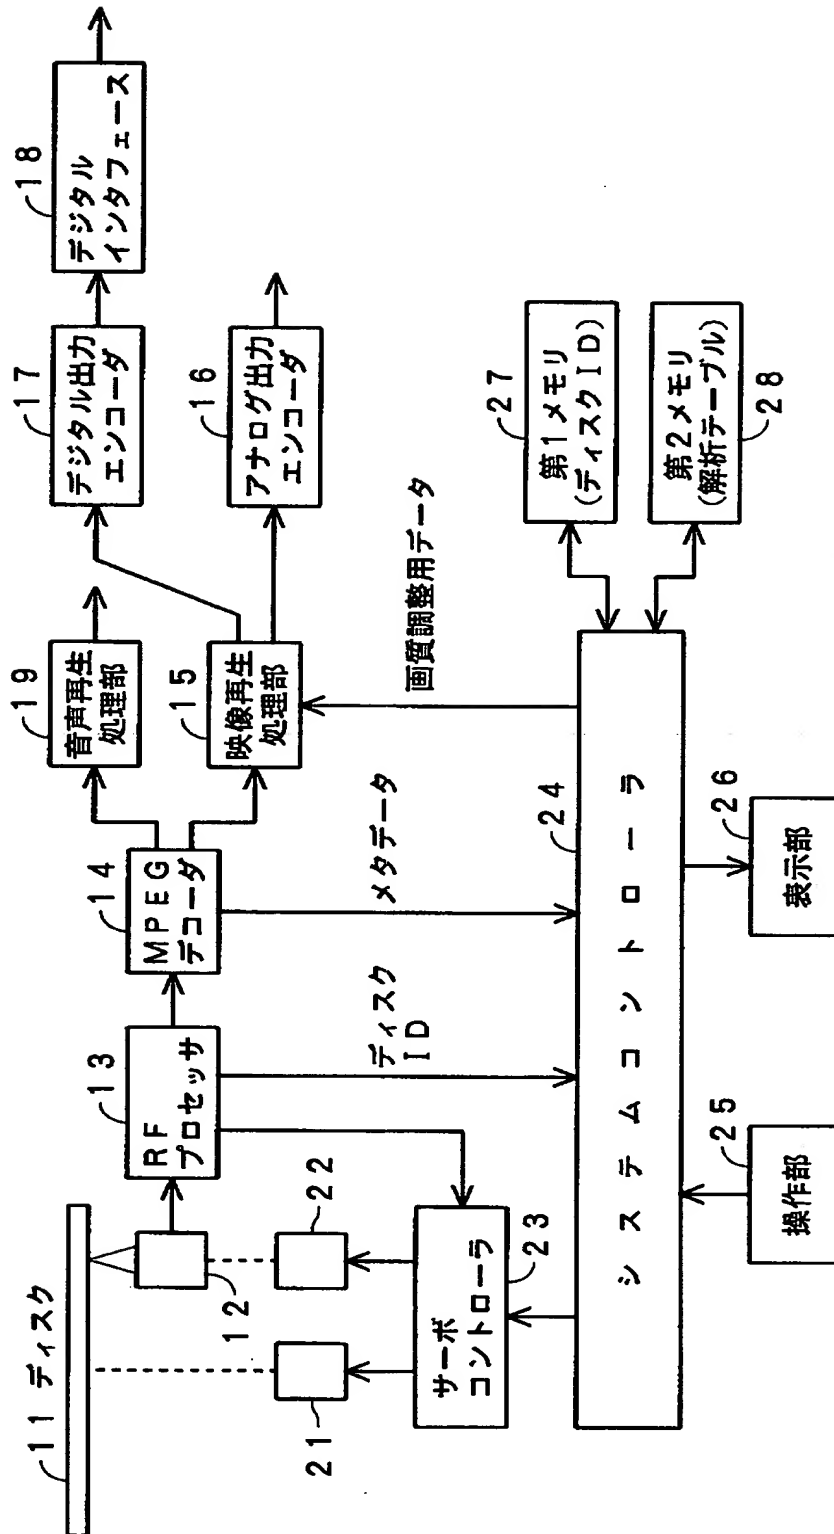 11 ディスク
12
21
22
13
RF
プロセッサ
サーボ
コントローラ
23
ディスク
ID
14
MPEG
デコーダ
メタデータ
19
音声再生
処理部
15
映像再生
処理部
画質調整用データ
17
デジタル出力
エンコーダ
16
アナログ出力
エンコーダ
18
デジタル
インタフェース
24
システムコントローラ
25
操作部
26
表示部
27
第1メモリ
(ディスクID)
第2メモリ
(解析テーブル)
28